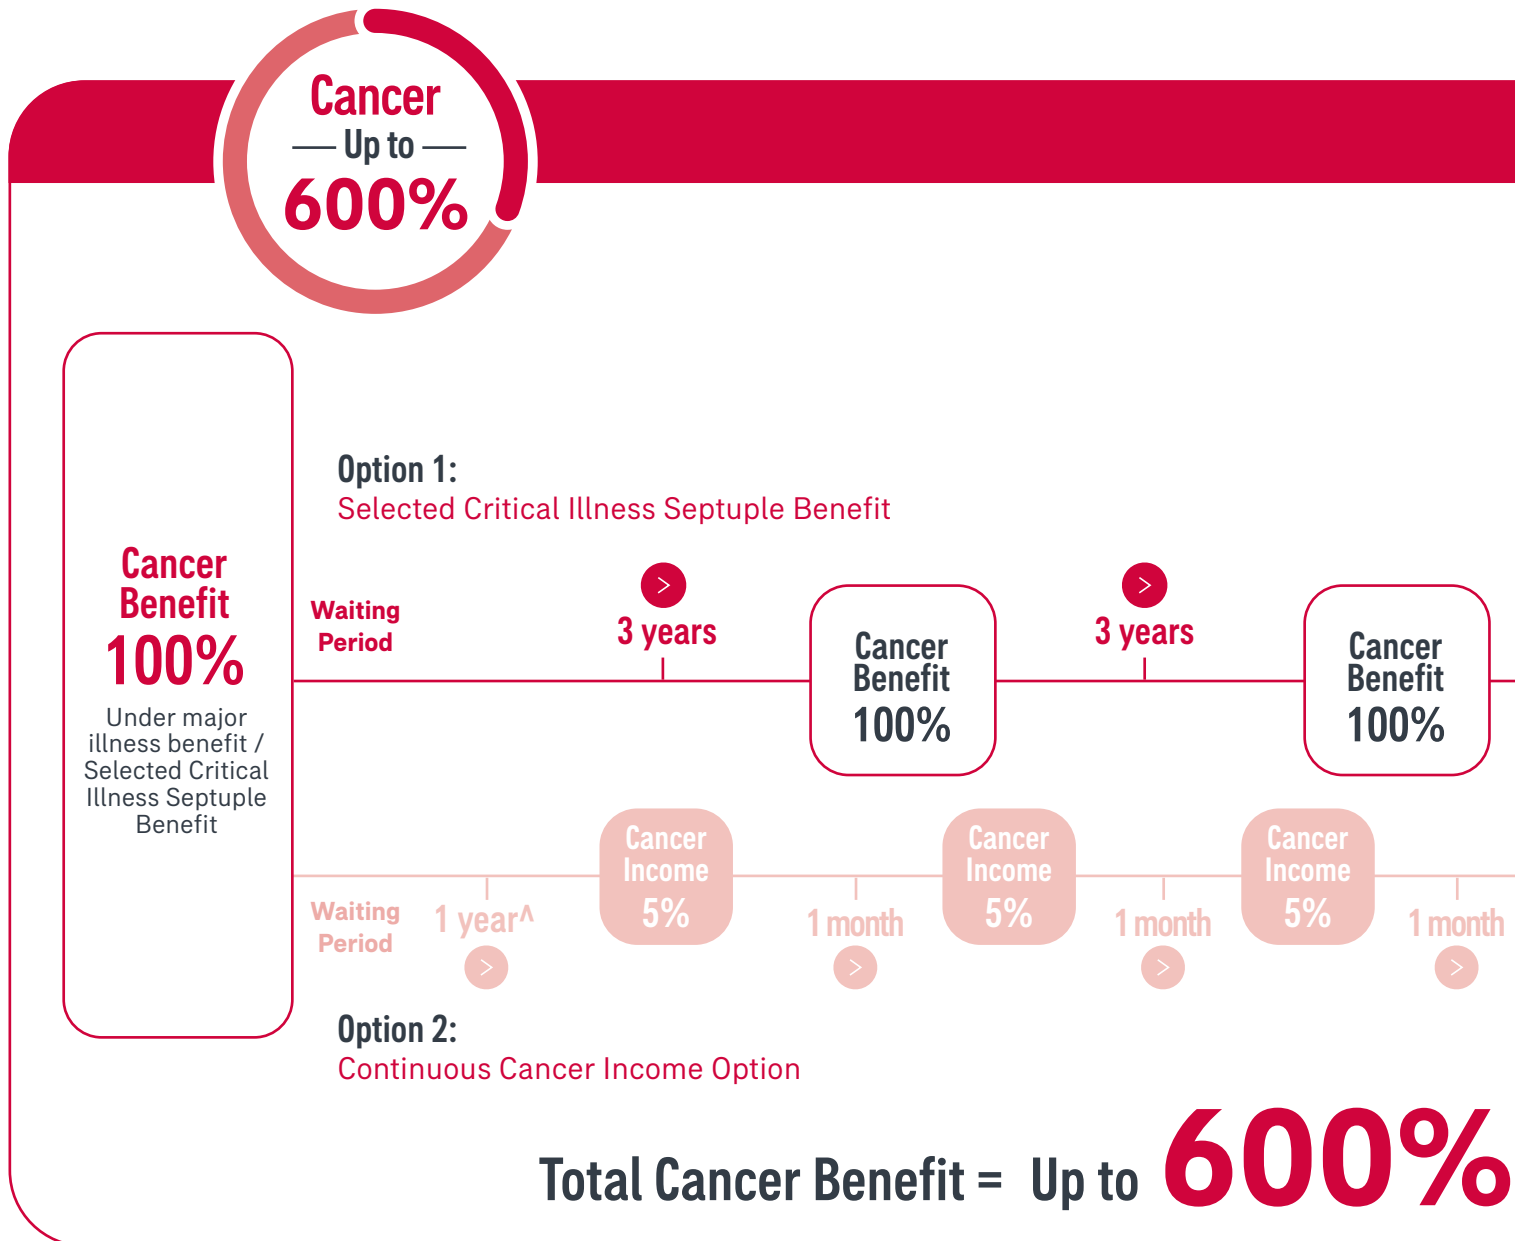 Cancer
Up to
600%
Cancer
Benefit
100%
Under major
illness benefit /
Selected Critical
Illness Septuple
Benefit
Option 1:
Selected Critical Illness Septuple Benefit
Waiting
Period
>
3 years
Cancer
Benefit
100%
>
3 years
Cancer
Benefit
100%
Waiting
Period
1 year^
>
Cancer
Income
5%
1 month
>
Cancer
Income
5%
1 month
>
Cancer
Income
5%
1 month
>
Option 2:
Continuous Cancer Income Option
Total Cancer Benefit = Up to 600%